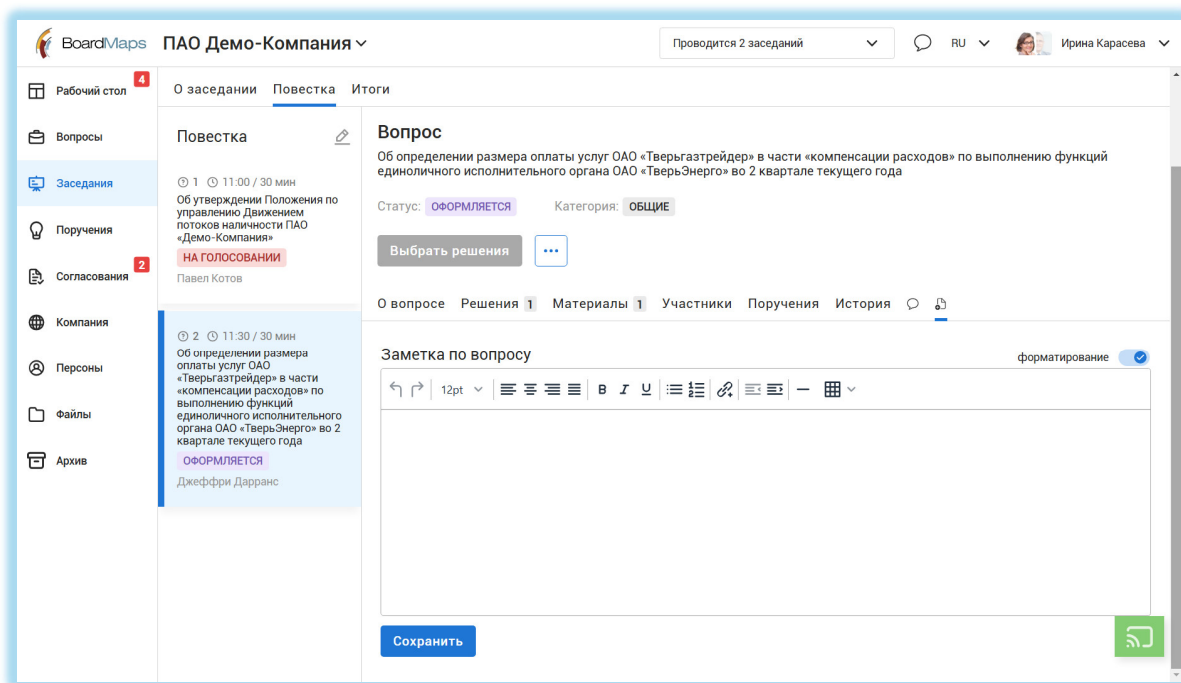 BoardMaps ПАО Демо-Компания Проводится 2 заседаний RU Ирина Карасева
Рабочий стол 4
Вопросы
Заседания
Поручения
Согласования 2
Компания
Персоны
Файлы
Архив
О заседании Повестка Итоги
Повестка
1 11:00 / 30 мин
Об утверждении Положения по
управлению Движением
потоков наличности ПАО
«Демо-Компания»
НА ГОЛОСОВАНИИ
Павел Котов
2 11:30 / 30 мин
Об определении размера
оплаты услуг ОАО
«Тверьгазтрейдер» в части
«компенсации расходов» по
выполнению функций
единоличного исполнительного
органа ОАО «ТверьЭнерго» во 2
квартале текущего года
ОФОРМЛЯЕТСЯ
Джеффри Дарранс
Вопрос
Об определении размера оплаты услуг ОАО «Тверьгазтрейдер» в части «компенсации расходов» по выполнению функций
единоличного исполнительного органа ОАО «ТверьЭнерго» во 2 квартале текущего года
Статус: ОФОРМЛЯЕТСЯ Категория: ОБЩИЕ
Выбрать решения
О вопросе Решения 1 Материалы 1 Участники Поручения История
Заметка по вопросу форматирование
12pt B I U
Сохранить